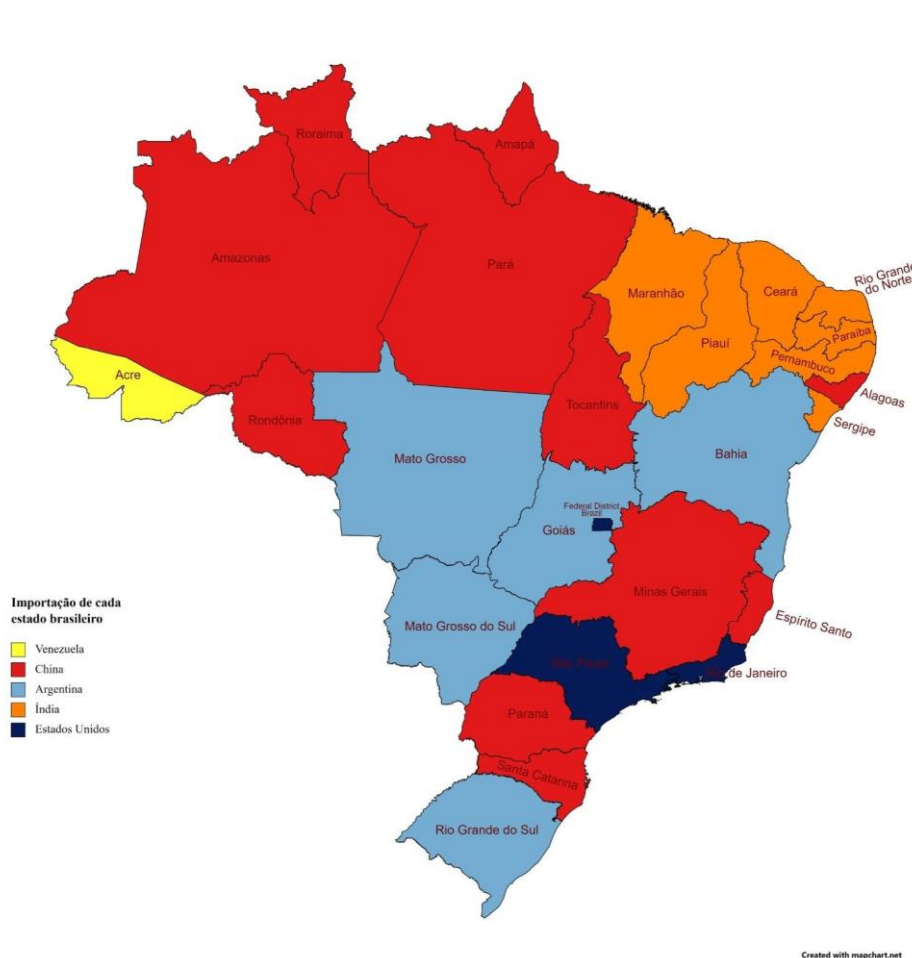 Roraima
Amapá
Amazonas
Pará
Maranhão
Ceará
Rio Grande
do Norte
Piauí
Paraíba
Pernambuco
Acre
Alagoas
Rondônia
Tocantins
Sergipe
Mato Grosso
Bahia
Federal District
Brazil
Goiás
Minas Gerais
Espírito Santo
Mato Grosso do Sul
São Paulo
Rio de Janeiro
Paraná
Santa Catarina
Rio Grande do Sul
Importação de cada
estado brasileiro
Venezuela
China
Argentina
Índia
Estados Unidos
Created with mapchart.net